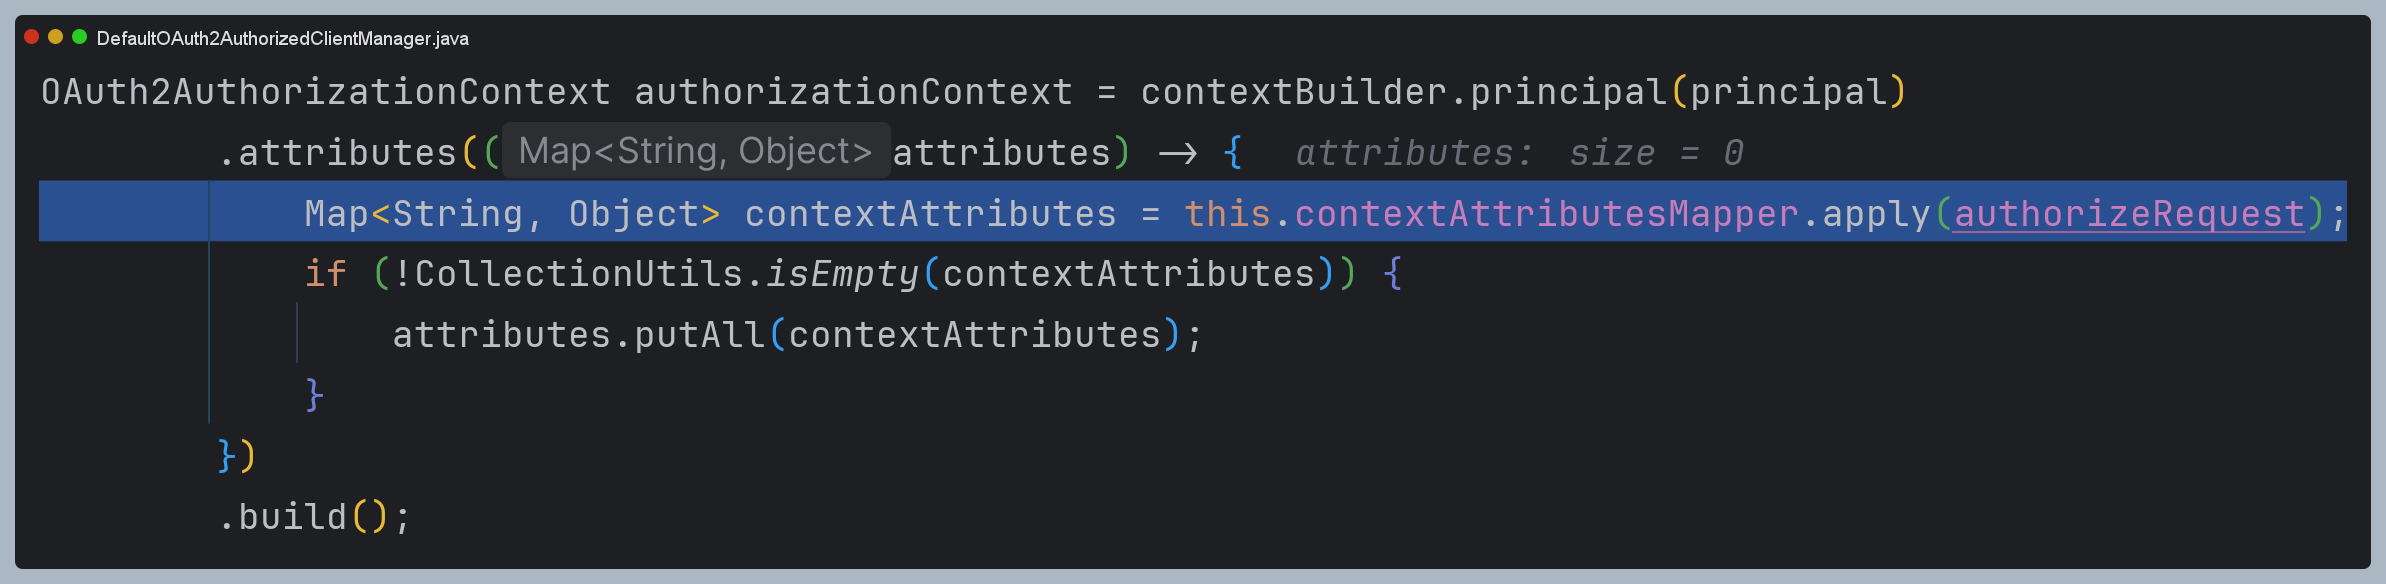 DefaultOAuth2AuthorizedClientManager.java
OAuth2AuthorizationContext authorizationContext = contextBuilder.principal(principal)
.attributes((Map<String, Object> attributes) -> { attributes: size = 0
Map<String, Object> contextAttributes = this.contextAttributesMapper.apply(authorizeRequest);
if (!CollectionUtils.isEmpty(contextAttributes)) {
attributes.putAll(contextAttributes);
}
})
.build();